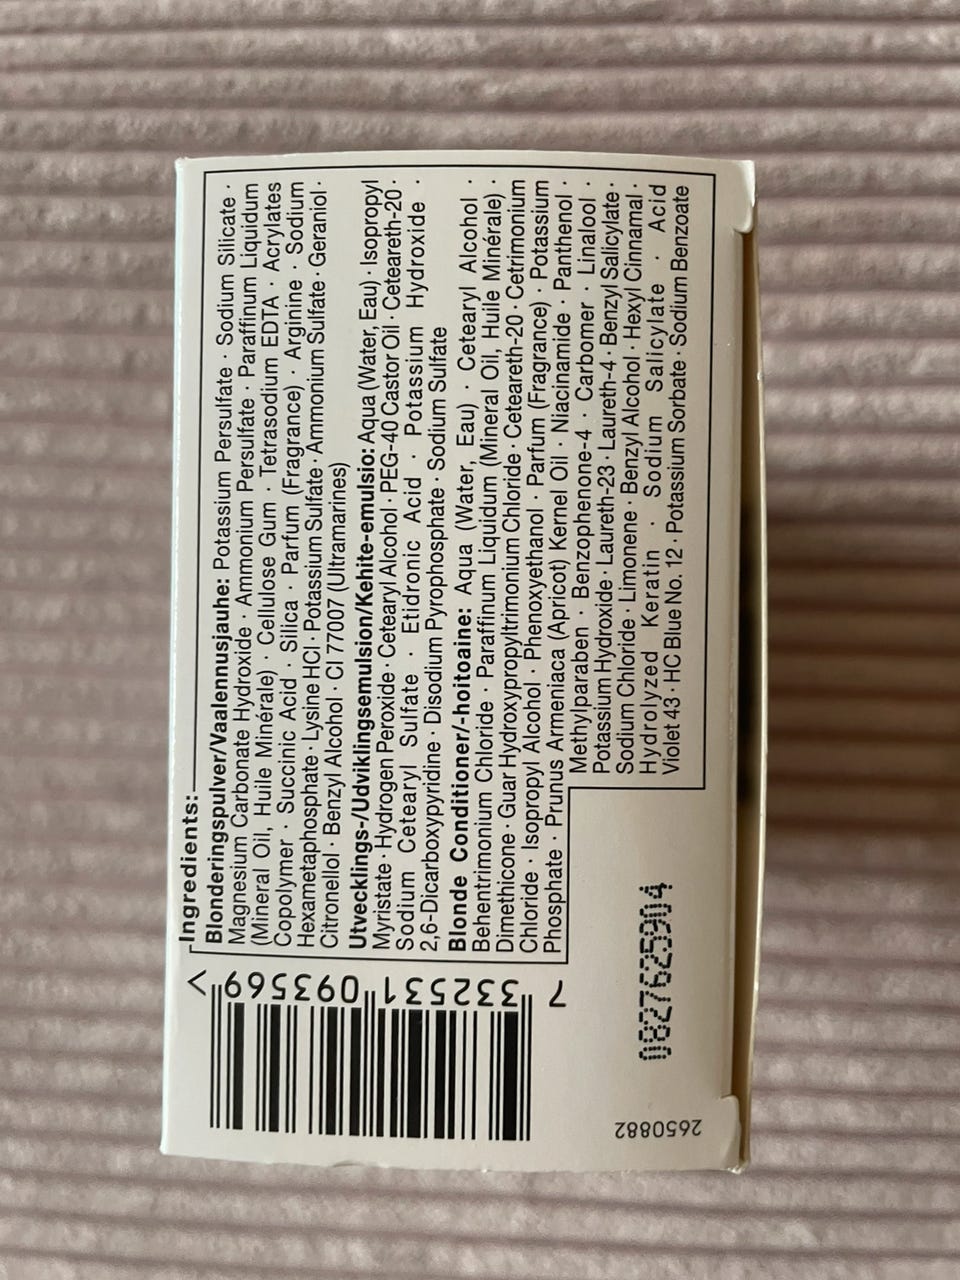 Ingredients:
Blonderingspulver/Vaalennusjauhe: Potassium Persulfate · Sodium Silicate ·
Magnesium Carbonate Hydroxide · Ammonium Persulfate · Paraffinum Liquidum
(Mineral Oil, Huile Minérale) · Cellulose Gum · Tetrasodium EDTA · Acrylates
Copolymer · Succinic Acid · Silica · Parfum (Fragrance) · Arginine · Sodium
Hexametaphosphate · Lysine HCl · Potassium Sulfate · Ammonium Sulfate · Geraniol ·
Citronellol · Benzyl Alcohol · CI 77007 (Ultramarines)
Utvecklings-/Udviklingsemulsion/Kehite-emulsio: Aqua (Water, Eau) · Isopropyl
Myristate · Hydrogen Peroxide · Cetearyl Alcohol · PEG-40 Castor Oil · Ceteareth-20 ·
Sodium Cetearyl Sulfate · Etidronic Acid · Potassium Hydroxide ·
2,6-Dicarboxypyridine · Disodium Pyrophosphate · Sodium Sulfate
Blonde Conditioner/-hoitoaine: Aqua (Water, Eau) · Cetearyl Alcohol ·
Behentrimonium Chloride · Paraffinum Liquidum (Mineral Oil, Huile Minérale) ·
Dimethicone · Guar Hydroxypropyltrimonium Chloride · Ceteareth-20 · Cetrimonium
Chloride · Isopropyl Alcohol · Phenoxyethanol · Parfum (Fragrance) · Potassium
Phosphate · Prunus Armeniaca (Apricot) Kernel Oil · Niacinamide · Panthenol ·
Methylparaben · Benzophenone-4 · Carbomer · Linalool ·
Potassium Hydroxide · Laureth-23 · Laureth-4 · Benzyl Salicylate ·
Sodium Chloride · Limonene · Benzyl Alcohol · Hexyl Cinnamal ·
Hydrolyzed Keratin · Sodium Salicylate · Acid
Violet 43 · HC Blue No. 12 · Potassium Sorbate · Sodium Benzoate
7 332531 093569 >
0827625904
2650882